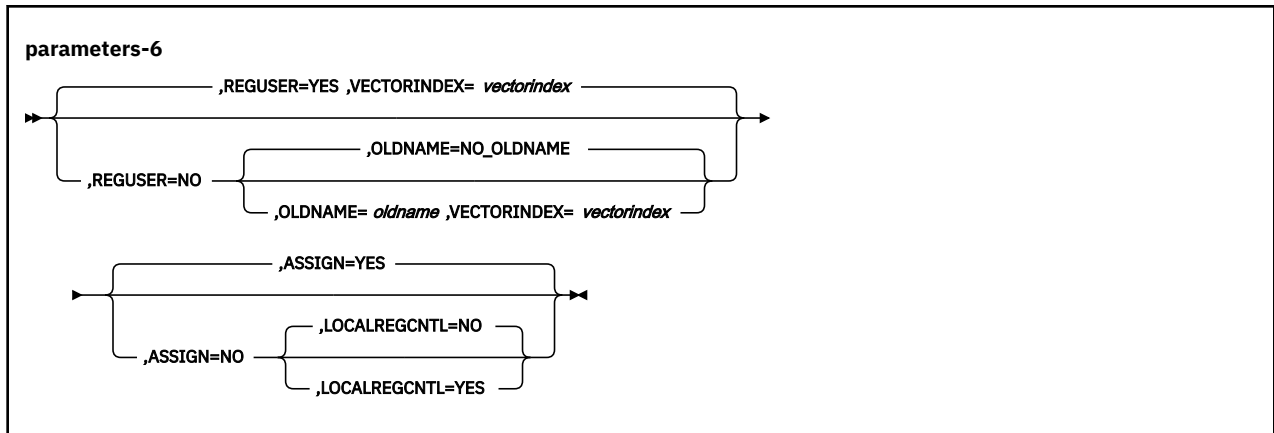 parameters-6
,REGUSER=YES ,VECTORINDEX= vectorindex
,REGUSER=NO
,OLDNAME=NO_OLDNAME
,OLDNAME= oldname ,VECTORINDEX= vectorindex
,ASSIGN=YES
,ASSIGN=NO
,LOCALREGCNTL=NO
,LOCALREGCNTL=YES